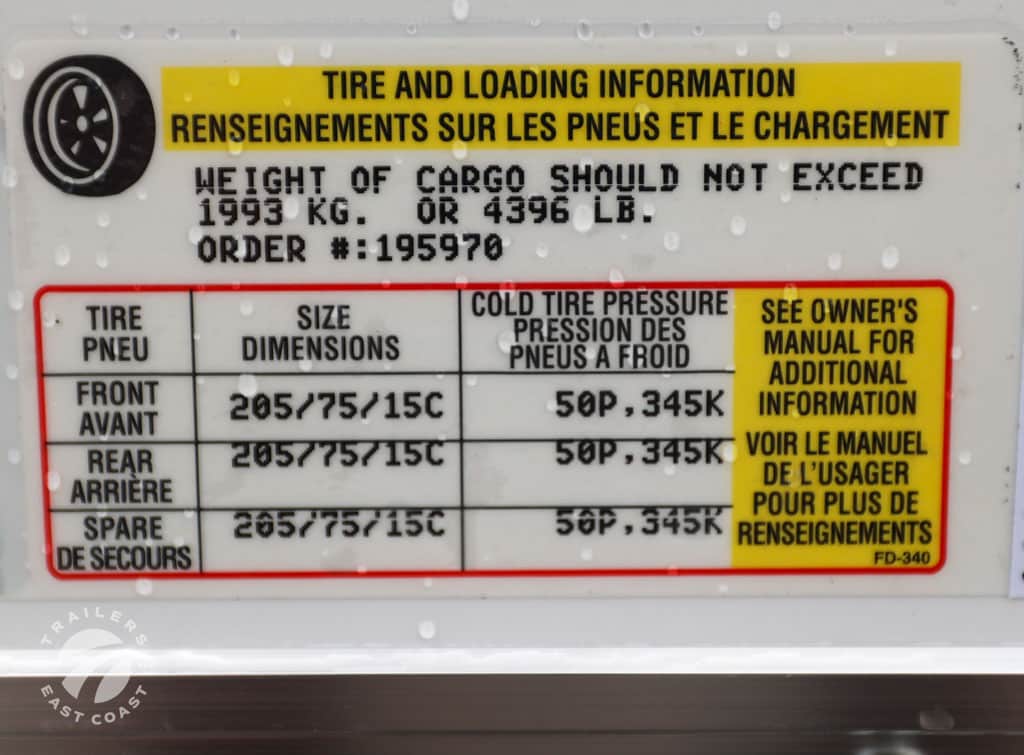 TIRE AND LOADING INFORMATION
RENSEIGNEMENTS SUR LES PNEUS ET LE CHARGEMENT
WEIGHT OF CARGO SHOULD NOT EXCEED
1993 KG. OR 4396 LB.
ORDER #:195970
TIRE
PNEU
SIZE
DIMENSIONS
COLD TIRE PRESSURE
PRESSION DES
PNEUS A FROID
FRONT
AVANT
205/75/15C
50P,345K
REAR
ARRIÈRE
205/75/15C
50P,345K
SPARE
DE SECOURS
205/75/15C
50P,345K
SEE OWNER'S
MANUAL FOR
ADDITIONAL
INFORMATION
VOIR LE MANUEL
DE L'USAGER
POUR PLUS DE
RENSEIGNEMENTS
FD-340
TRAILERS
EAST COAST